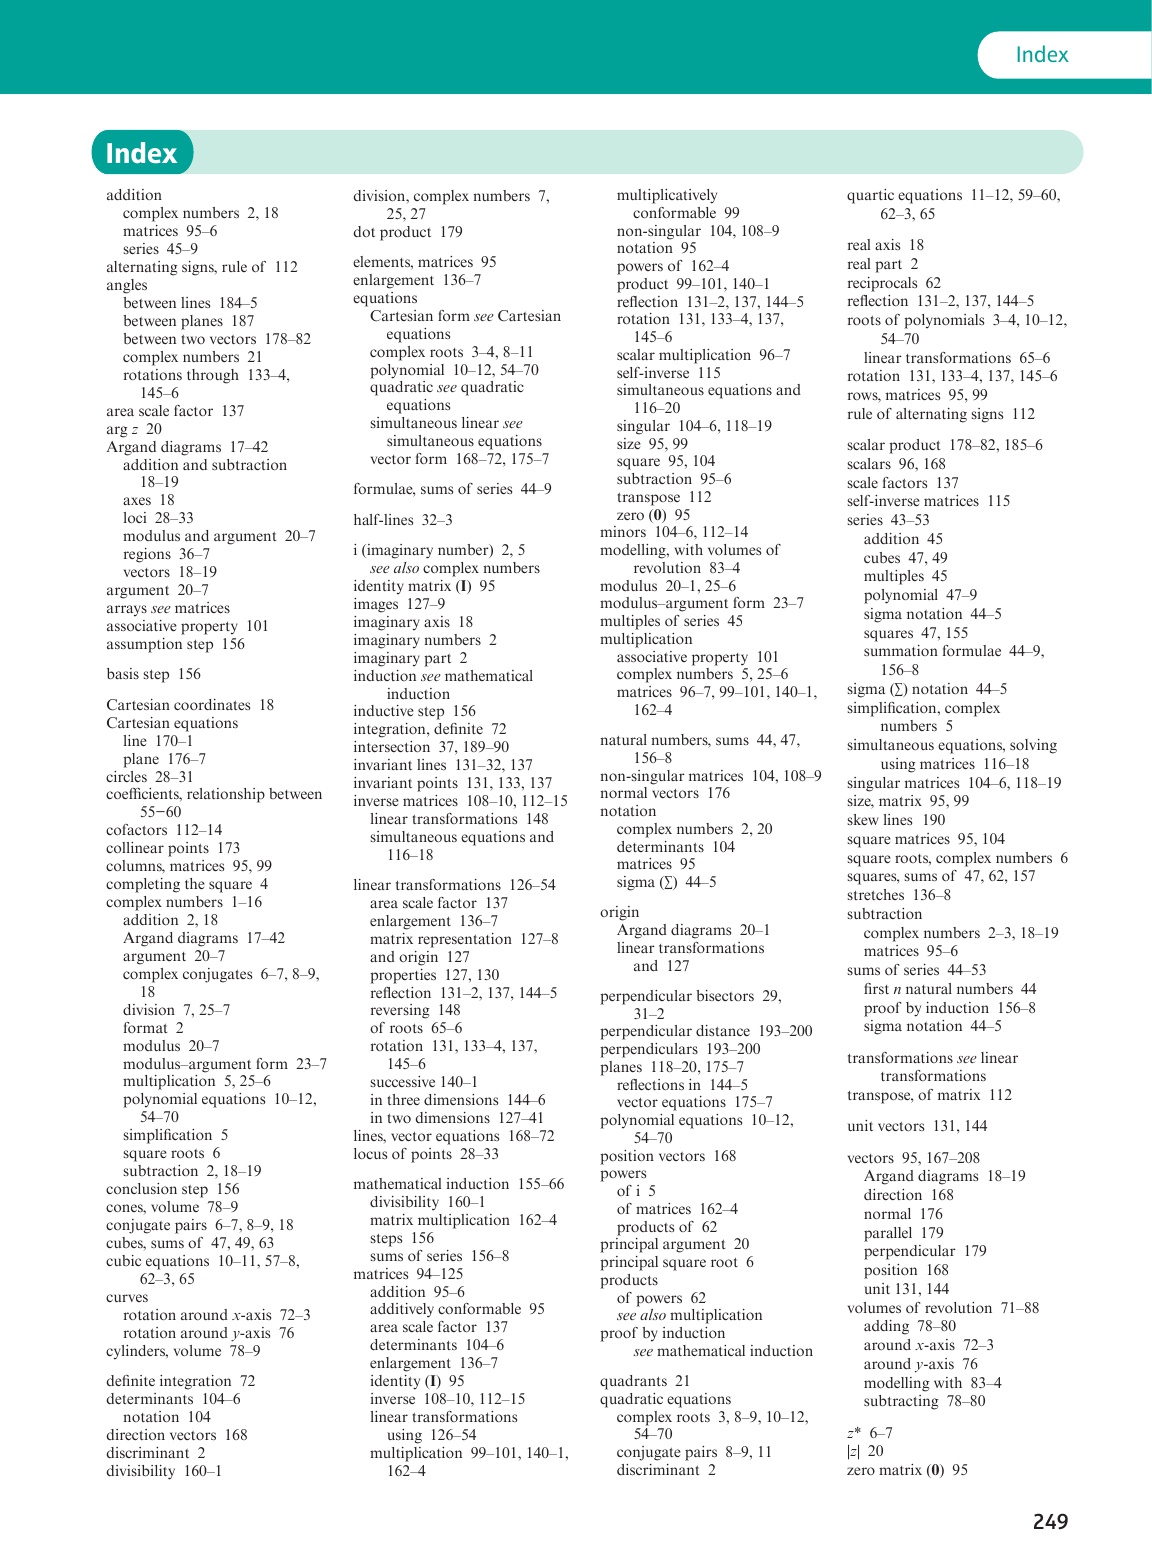 Index
Index
addition
complex numbers 2, 18
matrices 95–6
series 45–9
alternating signs, rule of 112
angles
between lines 184–5
between planes 187
between two vectors 178–82
complex numbers 21
rotations through 133–4,
145–6
area scale factor 137
arg z 20
Argand diagrams 17–42
addition and subtraction
18–19
axes 18
loci 28–33
modulus and argument 20–7
regions 36–7
vectors 18–19
argument 20–7
arrays see matrices
associative property 101
assumption step 156
basis step 156
Cartesian coordinates 18
Cartesian equations
line 170–1
plane 176–7
circles 28–31
coefficients, relationship between
55−60
cofactors 112–14
collinear points 173
columns, matrices 95, 99
completing the square 4
complex numbers 1–16
addition 2, 18
Argand diagrams 17–42
argument 20–7
complex conjugates 6–7, 8–9,
18
division 7, 25–7
format 2
modulus 20–7
modulus–argument form 23–7
multiplication 5, 25–6
polynomial equations 10–12,
54–70
simplification 5
square roots 6
subtraction 2, 18–19
conclusion step 156
cones, volume 78–9
conjugate pairs 6–7, 8–9, 18
cubes, sums of 47, 49, 63
cubic equations 10–11, 57–8,
62–3, 65
curves
rotation around x-axis 72–3
rotation around y-axis 76
cylinders, volume 78–9
definite integration 72
determinants 104–6
notation 104
direction vectors 168
discriminant 2
divisibility 160–1
division, complex numbers 7,
25, 27
dot product 179
elements, matrices 95
enlargement 136–7
equations
Cartesian form see Cartesian
equations
complex roots 3–4, 8–11
polynomial 10–12, 54–70
quadratic see quadratic
equations
simultaneous linear see
simultaneous equations
vector form 168–72, 175–7
formulae, sums of series 44–9
half-lines 32–3
i (imaginary number) 2, 5
see also complex numbers
identity matrix (I) 95
images 127–9
imaginary axis 18
imaginary numbers 2
imaginary part 2
induction see mathematical
induction
inductive step 156
integration, definite 72
intersection 37, 189–90
invariant lines 131–32, 137
invariant points 131, 133, 137
inverse matrices 108–10, 112–15
linear transformations 148
simultaneous equations and
116–18
linear transformations 126–54
area scale factor 137
enlargement 136–7
matrix representation 127–8
and origin 127
properties 127, 130
reflection 131–2, 137, 144–5
reversing 148
of roots 65–6
rotation 131, 133–4, 137,
145–6
successive 140–1
in three dimensions 144–6
in two dimensions 127–41
lines, vector equations 168–72
locus of points 28–33
mathematical induction 155–66
divisibility 160–1
matrix multiplication 162–4
steps 156
sums of series 156–8
matrices 94–125
addition 95–6
additively conformable 95
area scale factor 137
determinants 104–6
enlargement 136–7
identity (I) 95
inverse 108–10, 112–15
linear transformations
using 126–54
multiplication 99–101, 140–1,
162–4
multiplicatively
conformable 99
non-singular 104, 108–9
notation 95
powers of 162–4
product 99–101, 140–1
reflection 131–2, 137, 144–5
rotation 131, 133–4, 137,
145–6
scalar multiplication 96–7
self-inverse 115
simultaneous equations and
116–20
singular 104–6, 118–19
size 95, 99
square 95, 104
subtraction 95–6
transpose 112
zero (0) 95
minors 104–6, 112–14
modelling, with volumes of
revolution 83–4
modulus 20–1, 25–6
modulus–argument form 23–7
multiples of series 45
multiplication
associative property 101
complex numbers 5, 25–6
matrices 96–7, 99–101, 140–1,
162–4
natural numbers, sums 44, 47,
156–8
non-singular matrices 104, 108–9
normal vectors 176
notation
complex numbers 2, 20
determinants 104
matrices 95
sigma (∑) 44–5
origin
Argand diagrams 20–1
linear transformations
and 127
perpendicular bisectors 29,
31–2
perpendicular distance 193–200
perpendiculars 193–200
planes 118–20, 175–7
reflections in 144–5
vector equations 175–7
polynomial equations 10–12,
54–70
position vectors 168
powers
of i 5
of matrices 162–4
products of 62
principal argument 20
principal square root 6
products
of powers 62
see also multiplication
proof by induction
see mathematical induction
quadrants 21
quadratic equations
complex roots 3, 8–9, 10–12,
54–70
conjugate pairs 8–9, 11
discriminant 2
quartic equations 11–12, 59–60,
62–3, 65
real axis 18
real part 2
reciprocals 62
reflection 131–2, 137, 144–5
roots of polynomials 3–4, 10–12,
54–70
linear transformations 65–6
rotation 131, 133–4, 137, 145–6
rows, matrices 95, 99
rule of alternating signs 112
scalar product 178–82, 185–6
scalars 96, 168
scale factors 137
self-inverse matrices 115
series 43–53
addition 45
cubes 47, 49
multiples 45
polynomial 47–9
sigma notation 44–5
squares 47, 155
summation formulae 44–9,
156–8
sigma (∑) notation 44–5
simplification, complex
numbers 5
simultaneous equations, solving
using matrices 116–18
singular matrices 104–6, 118–19
size, matrix 95, 99
skew lines 190
square matrices 95, 104
square roots, complex numbers 6
squares, sums of 47, 62, 157
stretches 136–8
subtraction
complex numbers 2–3, 18–19
matrices 95–6
sums of series 44–53
first n natural numbers 44
proof by induction 156–8
sigma notation 44–5
transformations see linear
transformations
transpose, of matrix 112
unit vectors 131, 144
vectors 95, 167–208
Argand diagrams 18–19
direction 168
normal 176
parallel 179
perpendicular 179
position 168
unit 131, 144
volumes of revolution 71–88
adding 78–80
around x-axis 72–3
around y-axis 76
modelling with 83–4
subtracting 78–80
z* 6–7
|z| 20
zero matrix (0) 95
249